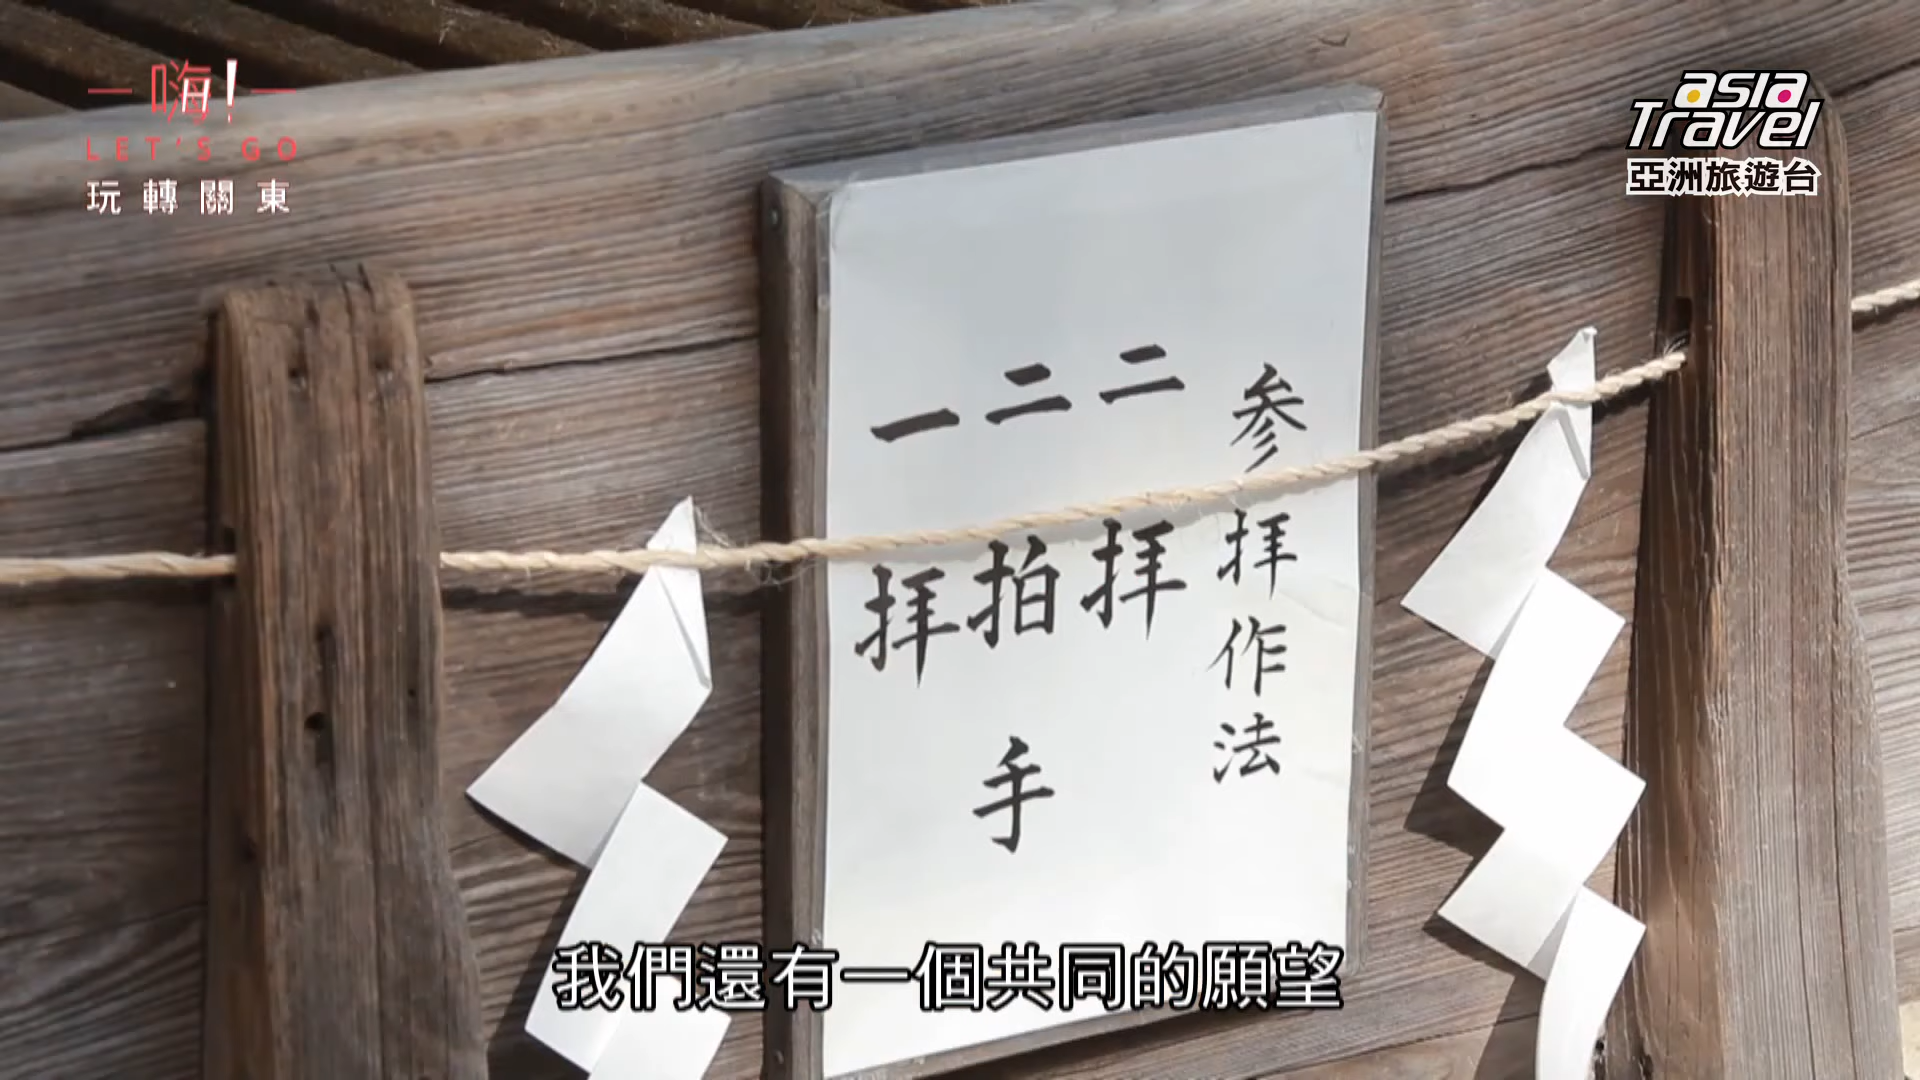 嗨!
LET'S GO
玩轉關東
asia
Travel
亞洲旅遊台
参拝作法
二拝
二拍手
一拝
我們還有一個共同的願望